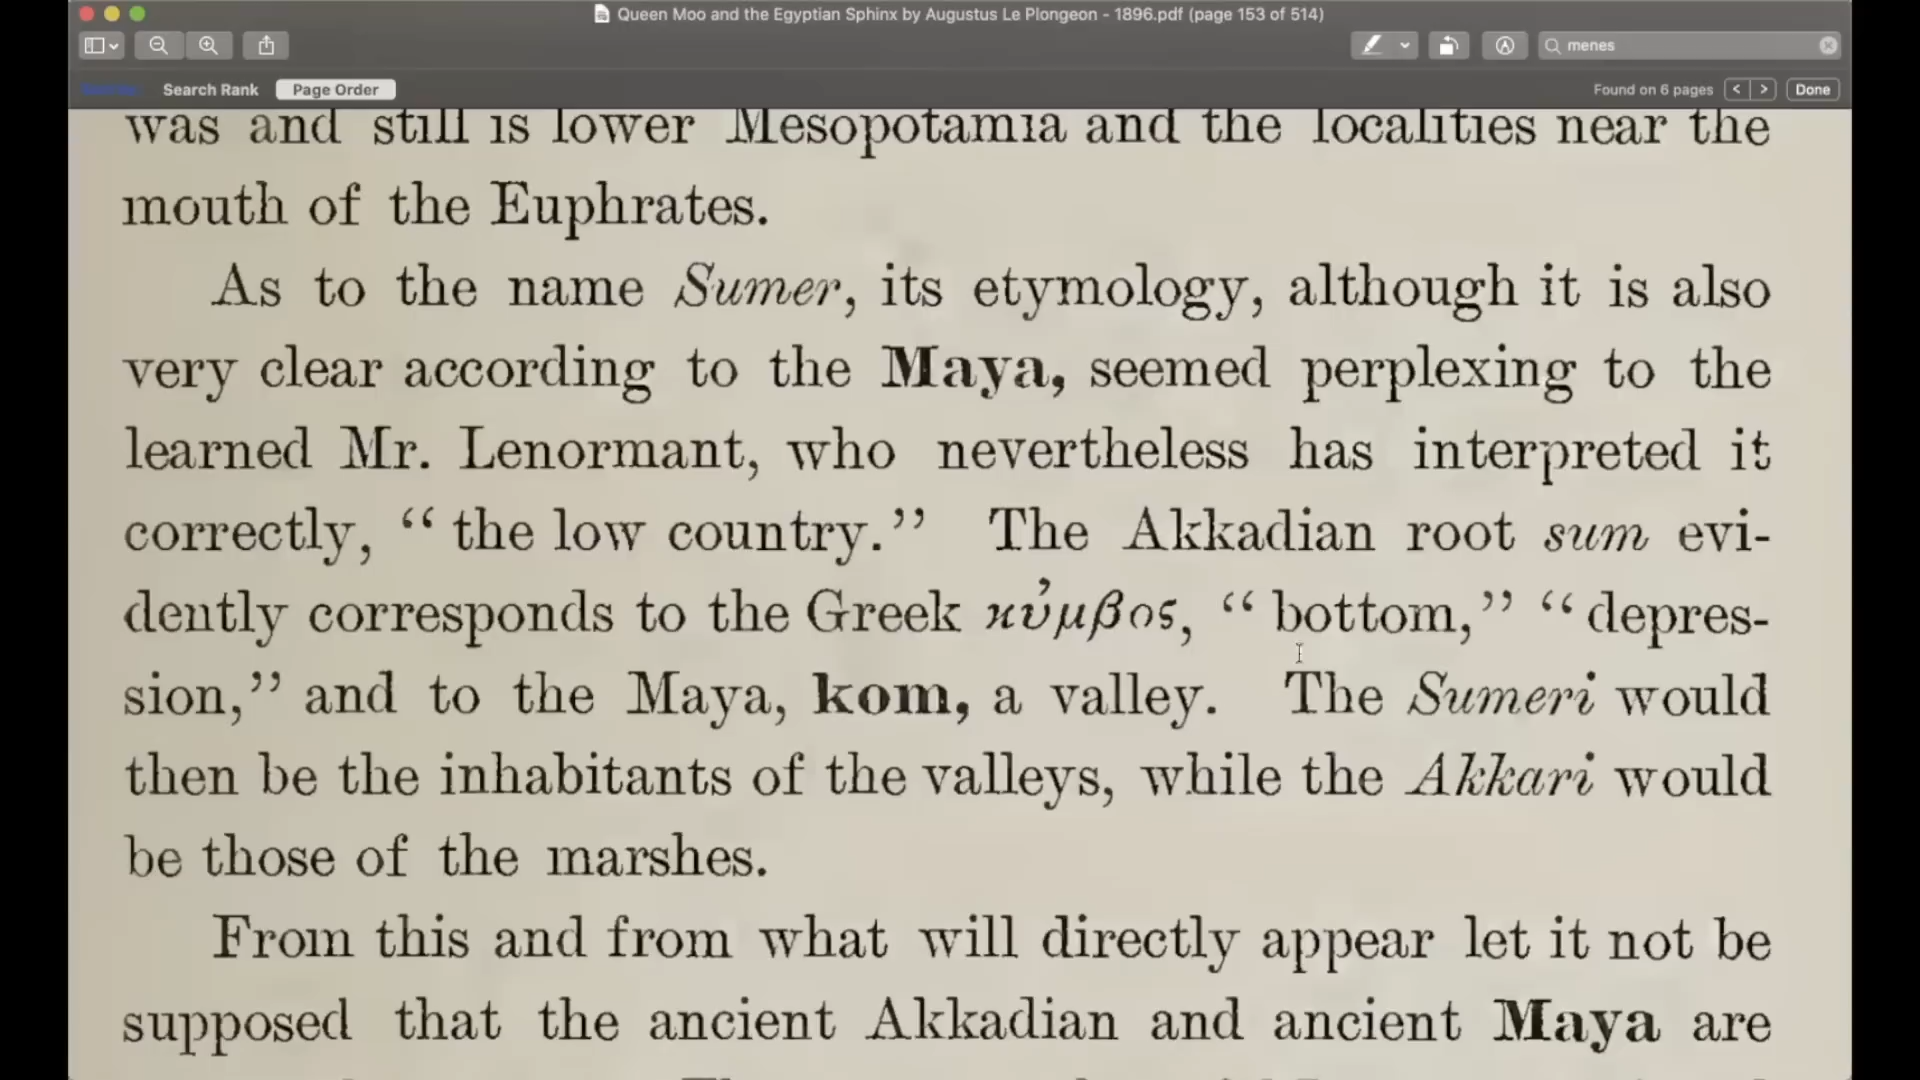 Queen Moo and the Egyptian Sphinx by Augustus Le Plongeon - 1896.pdf (page 153 of 514)
menes
Search Rank Page Order Found on 6 pages < > Done
was and still is lower Mesopotamia and the localities near the
mouth of the Euphrates.
As to the name Sumer, its etymology, although it is also
very clear according to the Maya, seemed perplexing to the
learned Mr. Lenormant, who nevertheless has interpreted it
correctly, “ the low country.” The Akkadian root sum evi-
dently corresponds to the Greek κύμβος, “ bottom,” “ depres-
sion,” and to the Maya, kom, a valley. The Sumeri would
then be the inhabitants of the valleys, while the Akkari would
be those of the marshes.
From this and from what will directly appear let it not be
supposed that the ancient Akkadian and ancient Maya are